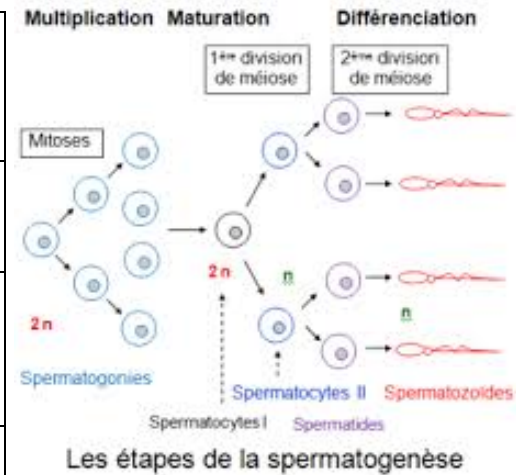 Multiplication Maturation Différenciation
1ère division
de méiose
2ème division
de méiose
Mitoses
2n
n
n
2n
Spermatogonies
Spermatocytes II
Spermatozoïdes
Spermatocytes I
Spermatides
Les étapes de la spermatogenèse